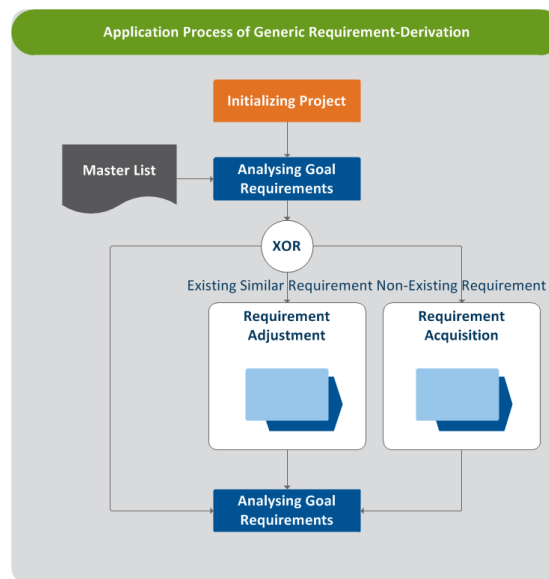 Application Process of Generic Requirement-Derivation
Initializing Project
Master List
Analysing Goal
Requirements
XOR
Existing Similar Requirement
Non-Existing Requirement
Requirement
Adjustment
Requirement
Acquisition
Analysing Goal
Requirements